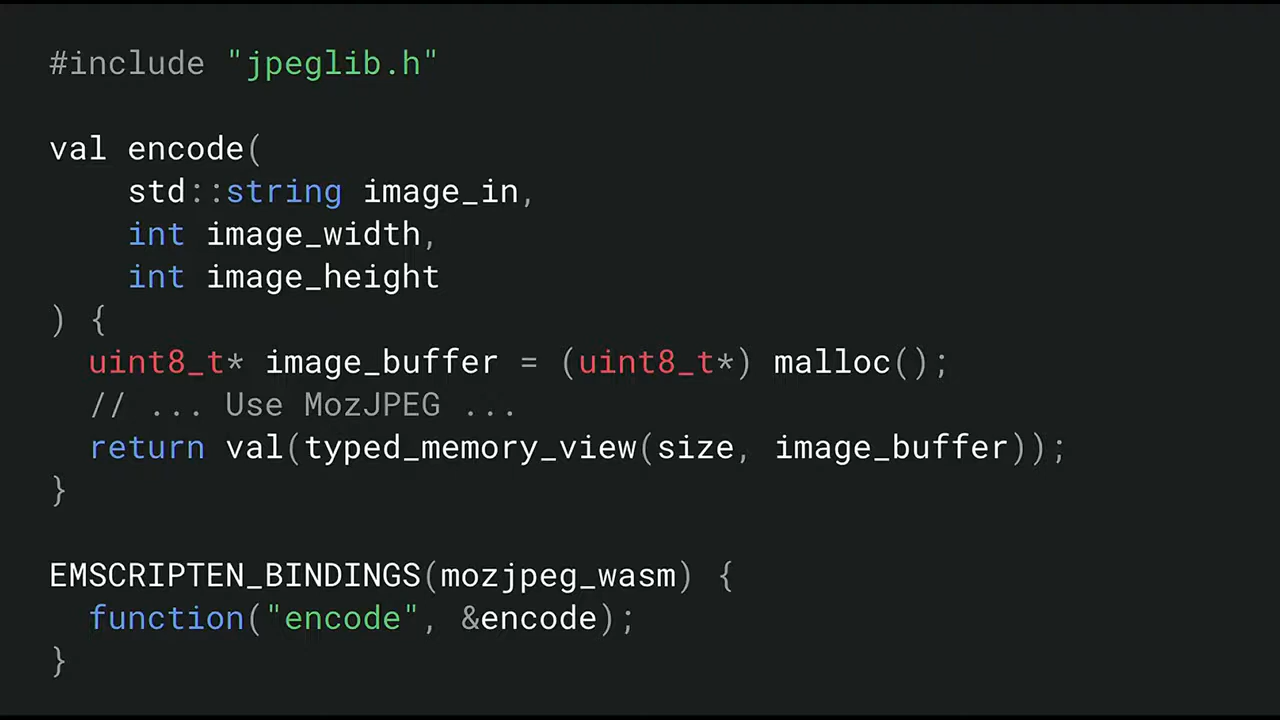 #include "jpeglib.h"
val encode(
    std::string image_in,
    int image_width,
    int image_height
) {
  uint8_t* image_buffer = (uint8_t*) malloc();
  // ... Use MozJPEG ...
  return val(typed_memory_view(size, image_buffer));
}
EMSCRIPTEN_BINDINGS(mozjpeg_wasm) {
  function("encode", &encode);
}